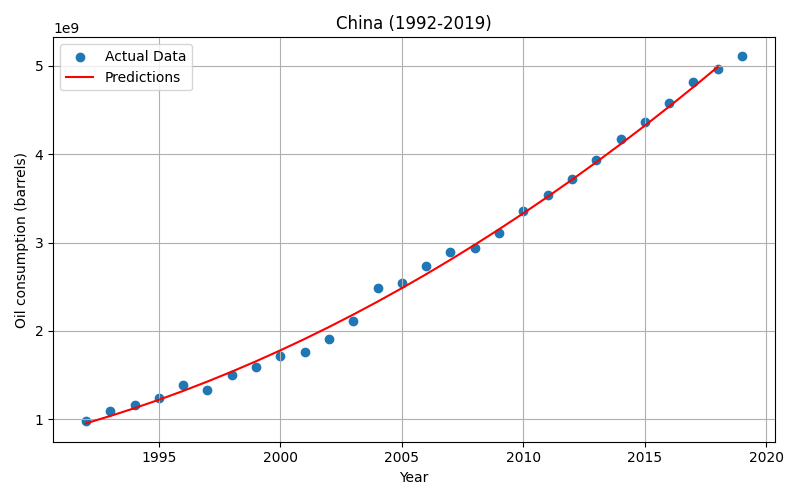 China (1992-2019)
1e9
Actual Data
Predictions
5
4
3
2
1
Oil consumption (barrels)
1995 2000 2005 2010 2015 2020
Year